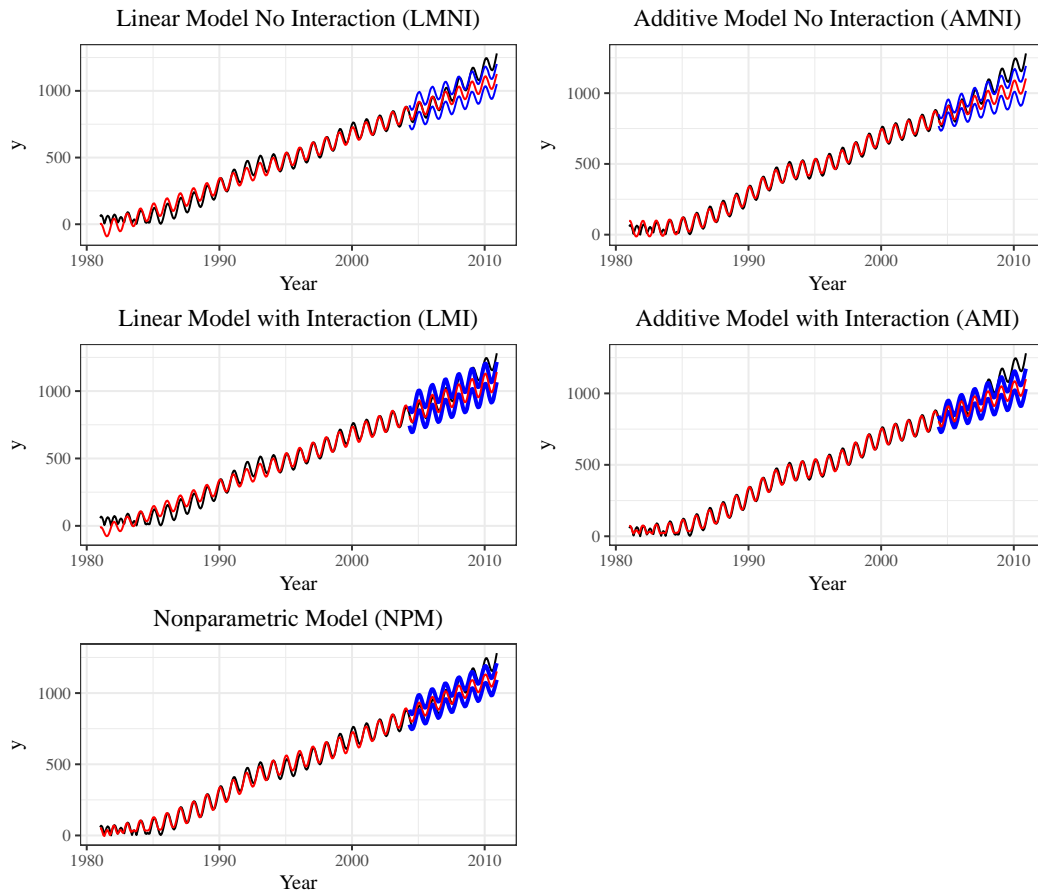 Linear Model No Interaction (LMNI)
1000
500
0
y
1980
1990
2000
2010
Year
Additive Model No Interaction (AMNI)
1000
500
0
y
1980
1990
2000
2010
Year
Linear Model with Interaction (LMI)
1000
500
0
y
1980
1990
2000
2010
Year
Additive Model with Interaction (AMI)
1000
500
0
y
1980
1990
2000
2010
Year
Nonparametric Model (NPM)
1000
500
0
y
1980
1990
2000
2010
Year